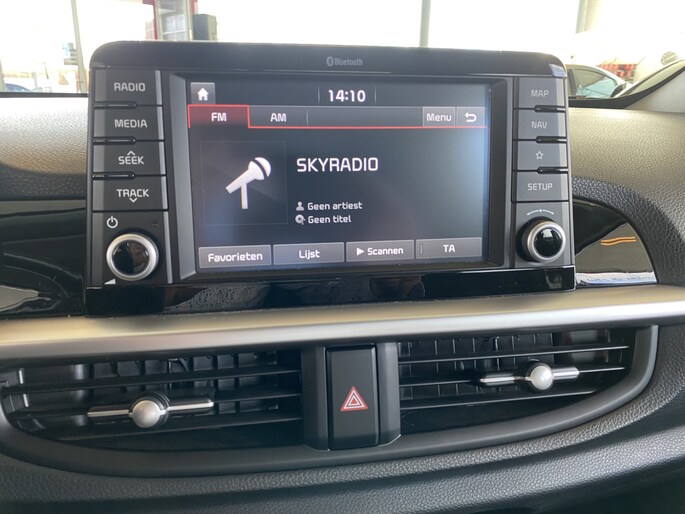 Bluetooth
RADIO
MEDIA
SEEK
TRACK
14:10
FM AM Menu
SKYRADIO
Geen artiest
Geen titel
Favorieten Lijst Scannen TA
MAP
NAV
SETUP